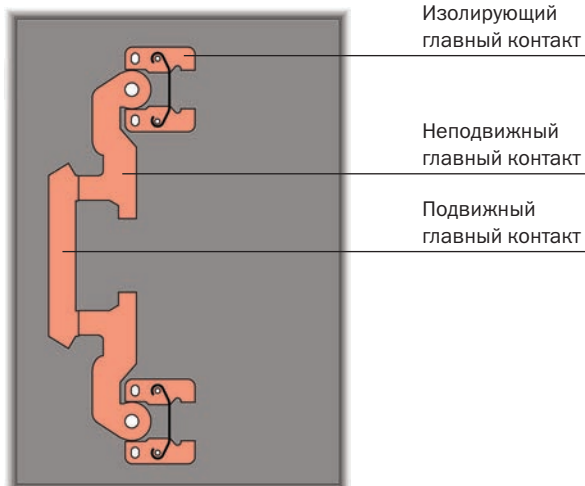 Изолирующий
главный контакт
Неподвижный
главный контакт
Подвижный
главный контакт